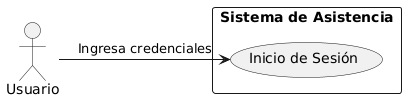 Sistema de Asistencia
Ingresa credenciales
Inicio de Sesión
Usuario